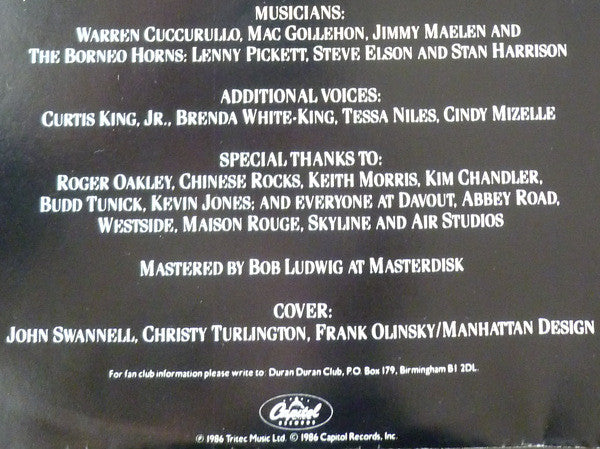 MUSICIANS:
WARREN CUCCURULLO, MAC GOLLEHON, JIMMY MAELEN AND
THE BORNEO HORNS: LENNY PICKETT, STEVE ELSON AND STAN HARRISON
ADDITIONAL VOICES:
CURTIS KING, JR., BRENDA WHITE-KING, TESSA NILES, CINDY MIZELLE
SPECIAL THANKS TO:
ROGER OAKLEY, CHINESE ROCKS, KEITH MORRIS, KIM CHANDLER,
BUDD TUNICK, KEVIN JONES; AND EVERYONE AT DAVOUT, ABBEY ROAD,
WESTSIDE, MAISON ROUGE, SKYLINE AND AIR STUDIOS
MASTERED BY BOB LUDWIG AT MASTERDISK
COVER:
JOHN SWANNELL, CHRISTY TURLINGTON, FRANK OLINSKY/MANHATTAN DESIGN
For fan club information please write to: Duran Duran Club, P.O. Box 179, Birmingham B1 2DL.
Capitol
RECORDS
℗ 1986 Tritec Music Ltd. © 1986 Capitol Records, Inc.